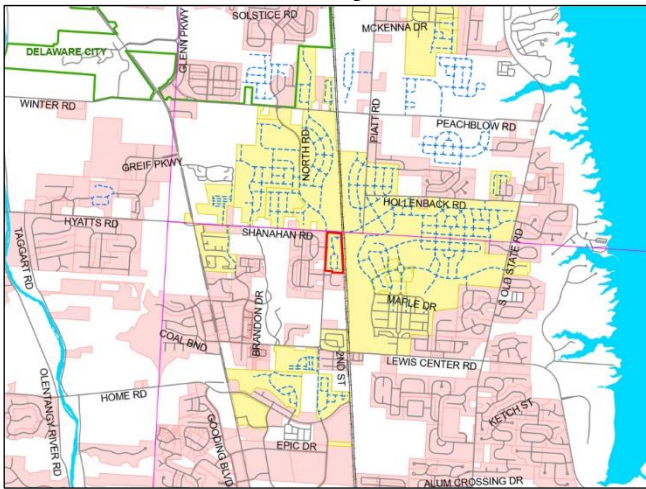 SOLSTICE RD
MCKENNA DR
DELAWARE CITY
GLENN PKWY
WINTER RD
PIATT RD
PEACHBLOW RD
NORTH RD
GREIF PKWY
HOLLENBACK RD
HYATTS RD
SHANAHAN RD
TAGGART RD
S OLD STATE RD
MAPLE DR
BRANDON DR
COAL BND
2ND ST
LEWIS CENTER RD
HOME RD
OLENTANGY RIVER RD
KETCH ST
GOODING BLVD
EPIC DR
ALUM CROSSING DR